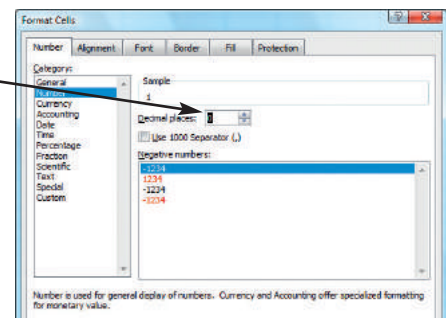 Format Cells
Number Alignment Font Border Fill Protection
Category:
General
Number
Currency
Accounting
Date
Time
Percentage
Fraction
Scientific
Text
Special
Custom
Sample
1
Decimal places: 0
Use 1000 Separator (,)
Negative numbers:
-1234
1234
-1234
-1234
Number is used for general display of numbers. Currency and Accounting offer specialized formatting
for monetary value.